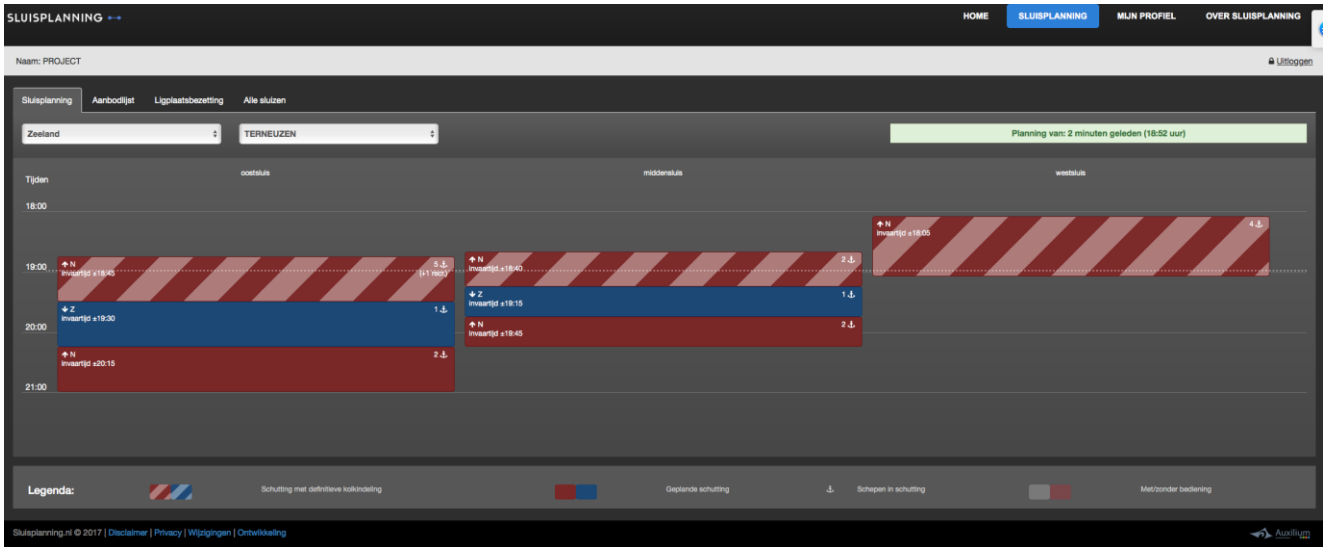 SLUISPLANNING
HOME SLUISPLANNING MIJN PROFIEL OVER SLUISPLANNING
Naam: PROJECT Uitloggen
Sluisplanning Aanbodlijst Ligplaatsbezetting Alle sluizen
Zeeland TERNEUZEN Planning van: 2 minuten geleden (18:52 uur)
Tijden oostsluis middensluis westsluis
18:00
N 4
invaartijd ±18:05
N 2
invaartijd ±18:40
19:00 N 5
invaartijd ±18:45 (+1 recr.)
Z 1
invaartijd ±19:15
Z 1
invaartijd ±19:30
N 2
invaartijd ±19:45
20:00
N 2
invaartijd ±20:15
21:00
Legenda: Schutting met definitieve kolkindeling Geplande schutting Schepen in schutting Met/zonder bediening
Sluisplanning.nl © 2017 | Disclaimer | Privacy | Wijzigingen | Ontwikkeling Auxilium